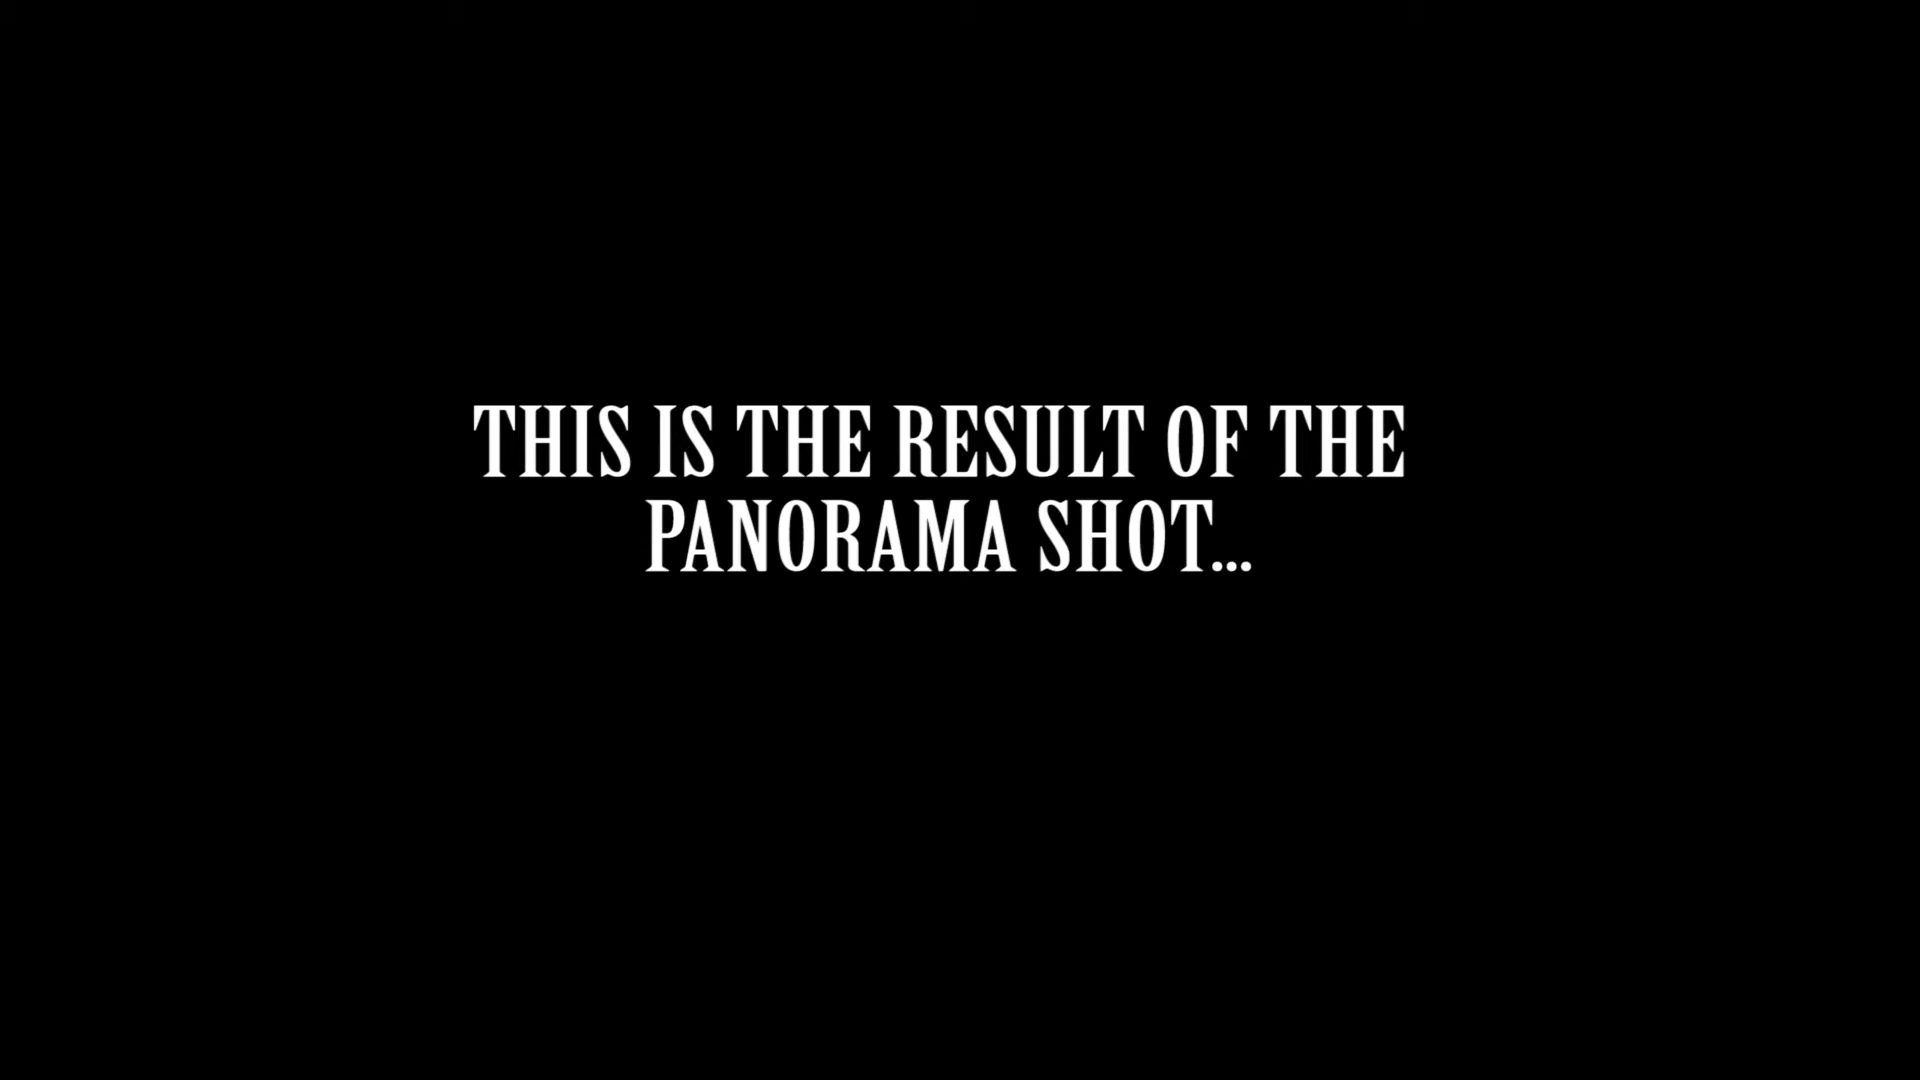 THIS IS THE RESULT OF THE
PANORAMA SHOT...